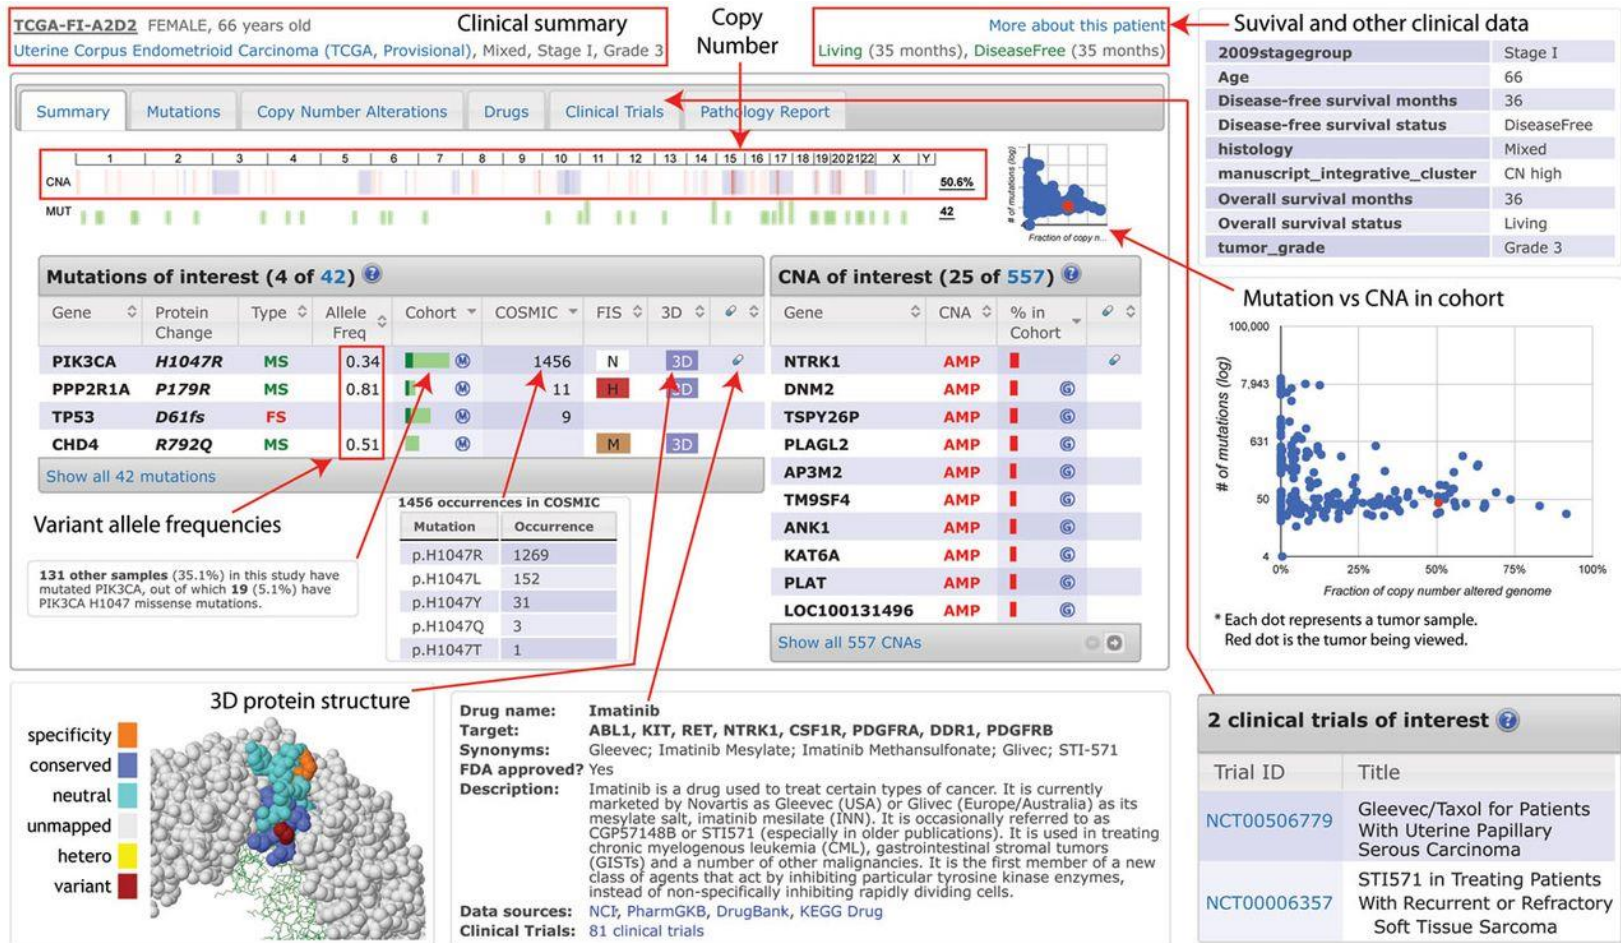 TCGA-FI-A2D2 FEMALE, 66 years old Clinical summary
Uterine Corpus Endometrioid Carcinoma (TCGA, Provisional), Mixed, Stage I, Grade 3
Copy
Number
More about this patient
Living (35 months), DiseaseFree (35 months)
Suvival and other clinical data
2009stagegroup Stage I
Age 66
Disease-free survival months 36
Disease-free survival status DiseaseFree
histology Mixed
manuscript_integrative_cluster CN high
Overall survival months 36
Overall survival status Living
tumor_grade Grade 3
Summary Mutations Copy Number Alterations Drugs Clinical Trials Pathology Report
1 2 3 4 5 6 7 8 9 10 11 12 13 14 15 16 17 18 19 20 21 22 X Y
CNA 50.6%
MUT 42
# of mutations (log)
Fraction of copy n...
Mutations of interest (4 of 42) ?
Gene Protein Change Type Allele Freq Cohort COSMIC FIS 3D
PIK3CA H1047R MS 0.34 M 1456 N 3D
PPP2R1A P179R MS 0.81 M 11 H 3D
TP53 D61fs FS M 9
CHD4 R792Q MS 0.51 M M 3D
Show all 42 mutations
Variant allele frequencies
131 other samples (35.1%) in this study have
mutated PIK3CA, out of which 19 (5.1%) have
PIK3CA H1047 missense mutations.
1456 occurrences in COSMIC
Mutation Occurrence
p.H1047R 1269
p.H1047L 152
p.H1047Y 31
p.H1047Q 3
p.H1047T 1
CNA of interest (25 of 557) ?
Gene CNA % in Cohort
NTRK1 AMP
DNM2 AMP G
TSPY26P AMP G
PLAGL2 AMP G
AP3M2 AMP G
TM9SF4 AMP G
ANK1 AMP G
KAT6A AMP G
PLAT AMP G
LOC100131496 AMP G
Show all 557 CNAs
Mutation vs CNA in cohort
100,000
7,943
631
50
4
# of mutations (log)
0% 25% 50% 75% 100%
Fraction of copy number altered genome
* Each dot represents a tumor sample.
Red dot is the tumor being viewed.
3D protein structure
specificity
conserved
neutral
unmapped
hetero
variant
Drug name: Imatinib
Target: ABL1, KIT, RET, NTRK1, CSF1R, PDGFRA, DDR1, PDGFRB
Synonyms: Gleevec; Imatinib Mesylate; Imatinib Methansulfonate; Glivec; STI-571
FDA approved? Yes
Description: Imatinib is a drug used to treat certain types of cancer. It is currently
marketed by Novartis as Gleevec (USA) or Glivec (Europe/Australia) as its
mesylate salt, imatinib mesilate (INN). It is occasionally referred to as
CGP57148B or STI571 (especially in older publications). It is used in treating
chronic myelogenous leukemia (CML), gastrointestinal stromal tumors
(GISTs) and a number of other malignancies. It is the first member of a new
class of agents that act by inhibiting particular tyrosine kinase enzymes,
instead of non-specifically inhibiting rapidly dividing cells.
Data sources: NCI, PharmGKB, DrugBank, KEGG Drug
Clinical Trials: 81 clinical trials
2 clinical trials of interest ?
Trial ID Title
NCT00506779 Gleevec/Taxol for Patients
With Uterine Papillary
Serous Carcinoma
NCT00006357 STI571 in Treating Patients
With Recurrent or Refractory
Soft Tissue Sarcoma